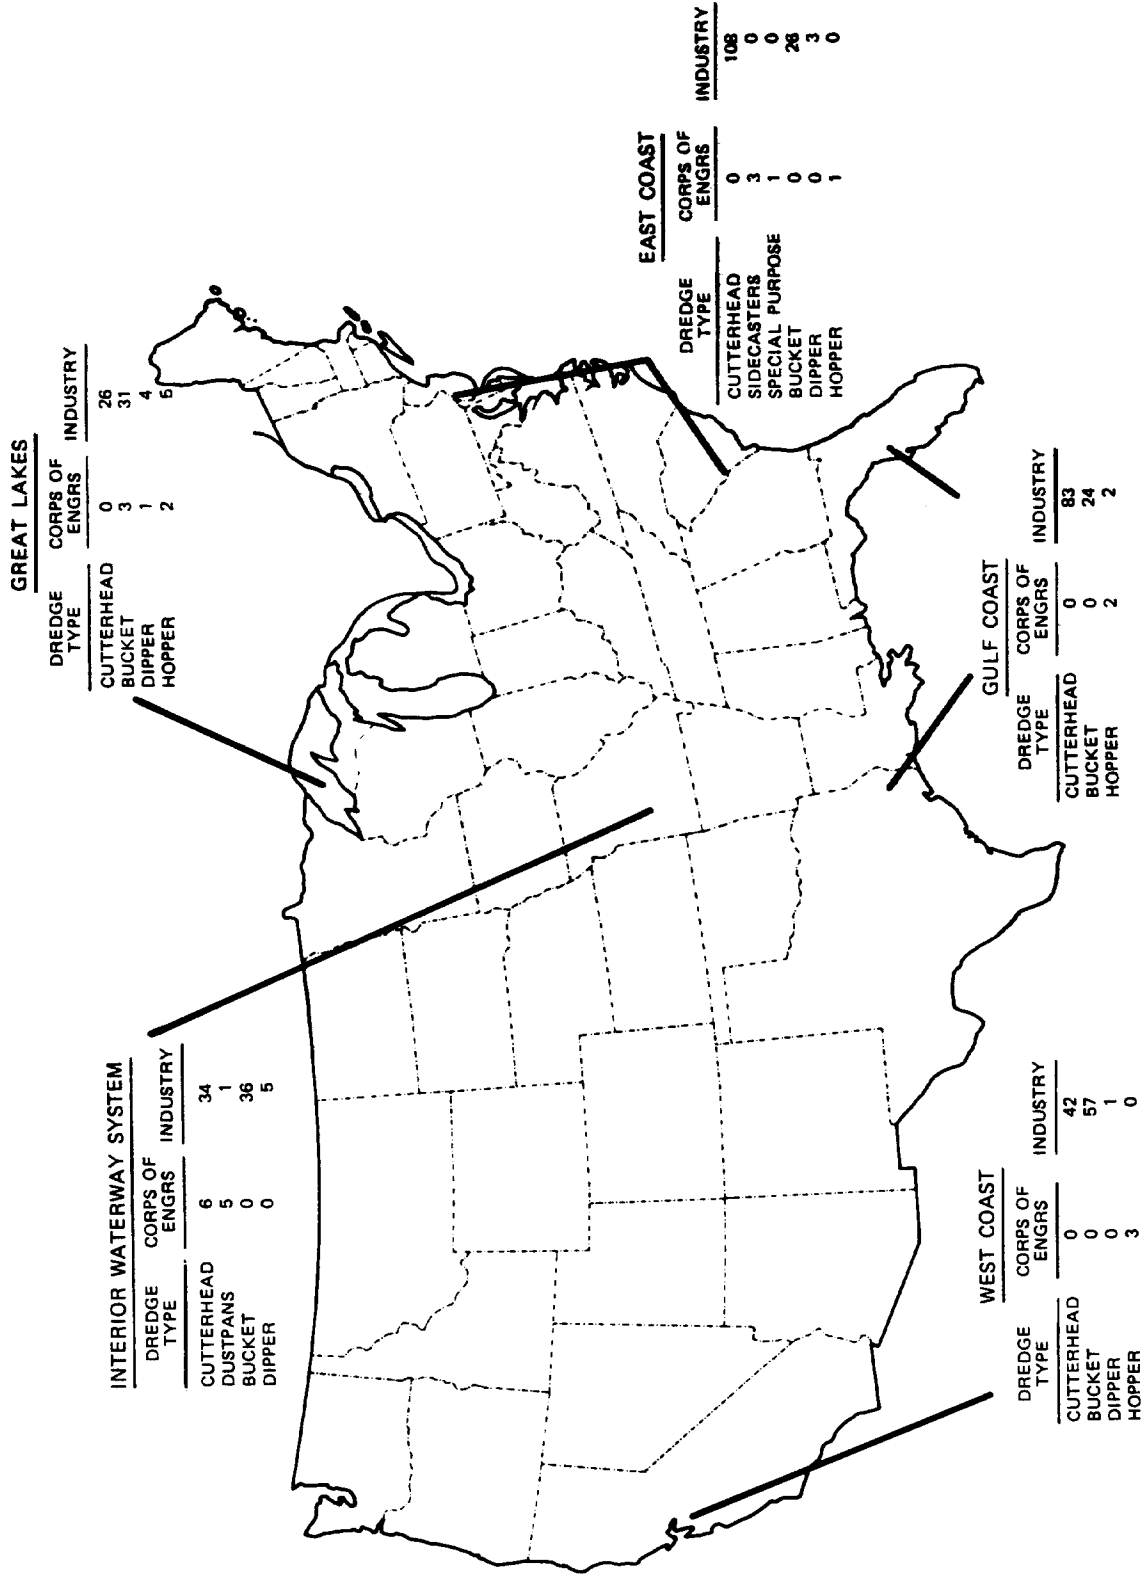 GREAT LAKES
DREDGE TYPE CORPS OF ENGRS INDUSTRY
CUTTERHEAD 0 26
BUCKET 3 31
DIPPER 1 4
HOPPER 2 5
INTERIOR WATERWAY SYSTEM
DREDGE TYPE CORPS OF ENGRS INDUSTRY
CUTTERHEAD 6 34
DUSTPANS 5 1
BUCKET 0 36
DIPPER 0 5
EAST COAST
DREDGE TYPE CORPS OF ENGRS INDUSTRY
CUTTERHEAD 0 108
SIDECASTERS 3 0
SPECIAL PURPOSE 1 0
BUCKET 0 26
DIPPER 0 3
HOPPER 1 0
WEST COAST
DREDGE TYPE CORPS OF ENGRS INDUSTRY
CUTTERHEAD 0 42
BUCKET 0 57
DIPPER 0 1
HOPPER 3 0
GULF COAST
DREDGE TYPE CORPS OF ENGRS INDUSTRY
CUTTERHEAD 0 83
BUCKET 0 24
HOPPER 2 2